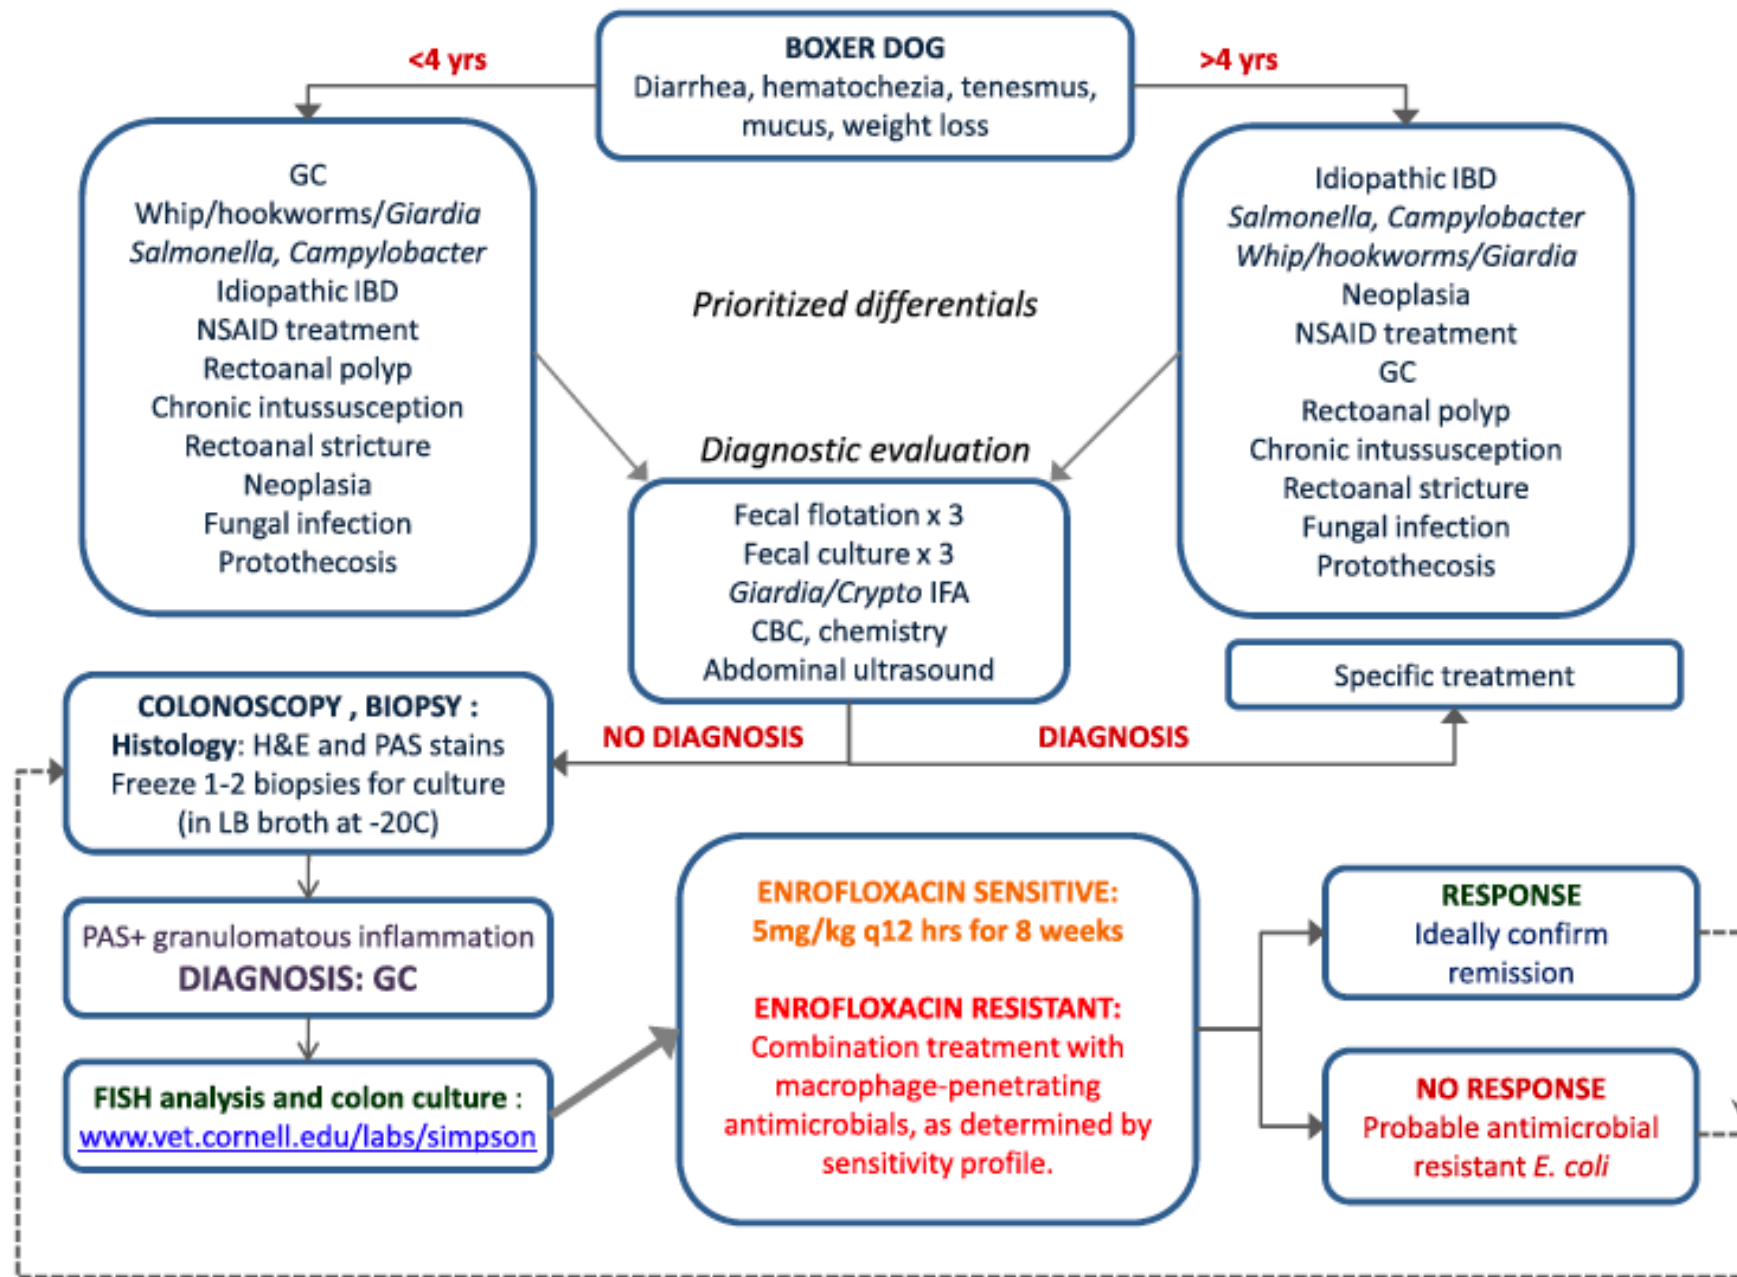 BOXER DOG
Diarrhea, hematochezia, tenesmus,
mucus, weight loss
<4 yrs
>4 yrs
GC
Whip/hookworms/Giardia
Salmonella, Campylobacter
Idiopathic IBD
NSAID treatment
Rectoanal polyp
Chronic intussusception
Rectoanal stricture
Neoplasia
Fungal infection
Protothecosis
Prioritized differentials
Idiopathic IBD
Salmonella, Campylobacter
Whip/hookworms/Giardia
Neoplasia
NSAID treatment
GC
Rectoanal polyp
Chronic intussusception
Rectoanal stricture
Fungal infection
Protothecosis
Diagnostic evaluation
Fecal flotation x 3
Fecal culture x 3
Giardia/Crypto IFA
CBC, chemistry
Abdominal ultrasound
NO DIAGNOSIS
DIAGNOSIS
Specific treatment
COLONOSCOPY , BIOPSY :
Histology: H&E and PAS stains
Freeze 1-2 biopsies for culture
(in LB broth at -20C)
PAS+ granulomatous inflammation
DIAGNOSIS: GC
FISH analysis and colon culture :
www.vet.cornell.edu/labs/simpson
ENROFLOXACIN SENSITIVE:
5mg/kg q12 hrs for 8 weeks
ENROFLOXACIN RESISTANT:
Combination treatment with
macrophage-penetrating
antimicrobials, as determined by
sensitivity profile.
RESPONSE
Ideally confirm
remission
NO RESPONSE
Probable antimicrobial
resistant E. coli